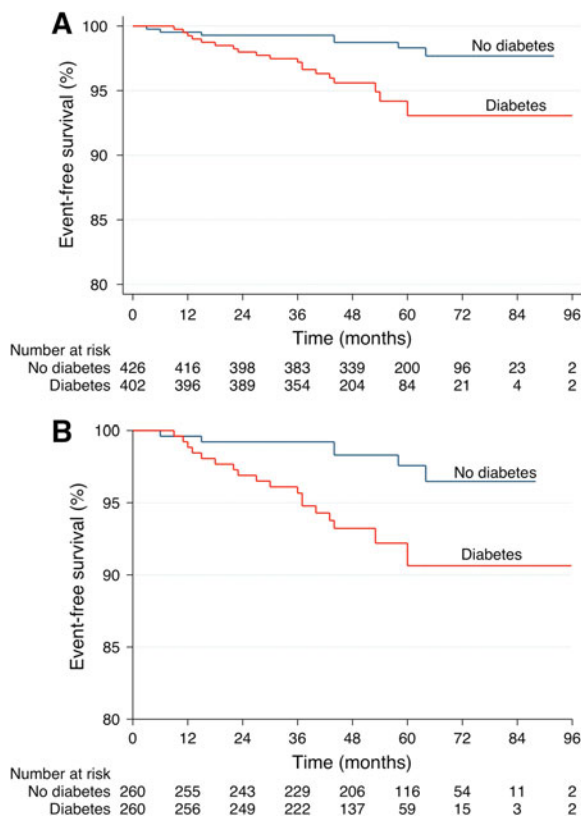 A
100
95
90
85
80
Event-free survival (%)
No diabetes
Diabetes
0 12 24 36 48 60 72 84 96
Time (months)
Number at risk
No diabetes 426 416 398 383 339 200 96 23 2
Diabetes 402 396 389 354 204 84 21 4 2
B
100
95
90
85
80
Event-free survival (%)
No diabetes
Diabetes
0 12 24 36 48 60 72 84 96
Time (months)
Number at risk
No diabetes 260 255 243 229 206 116 54 11 2
Diabetes 260 256 249 222 137 59 15 3 2